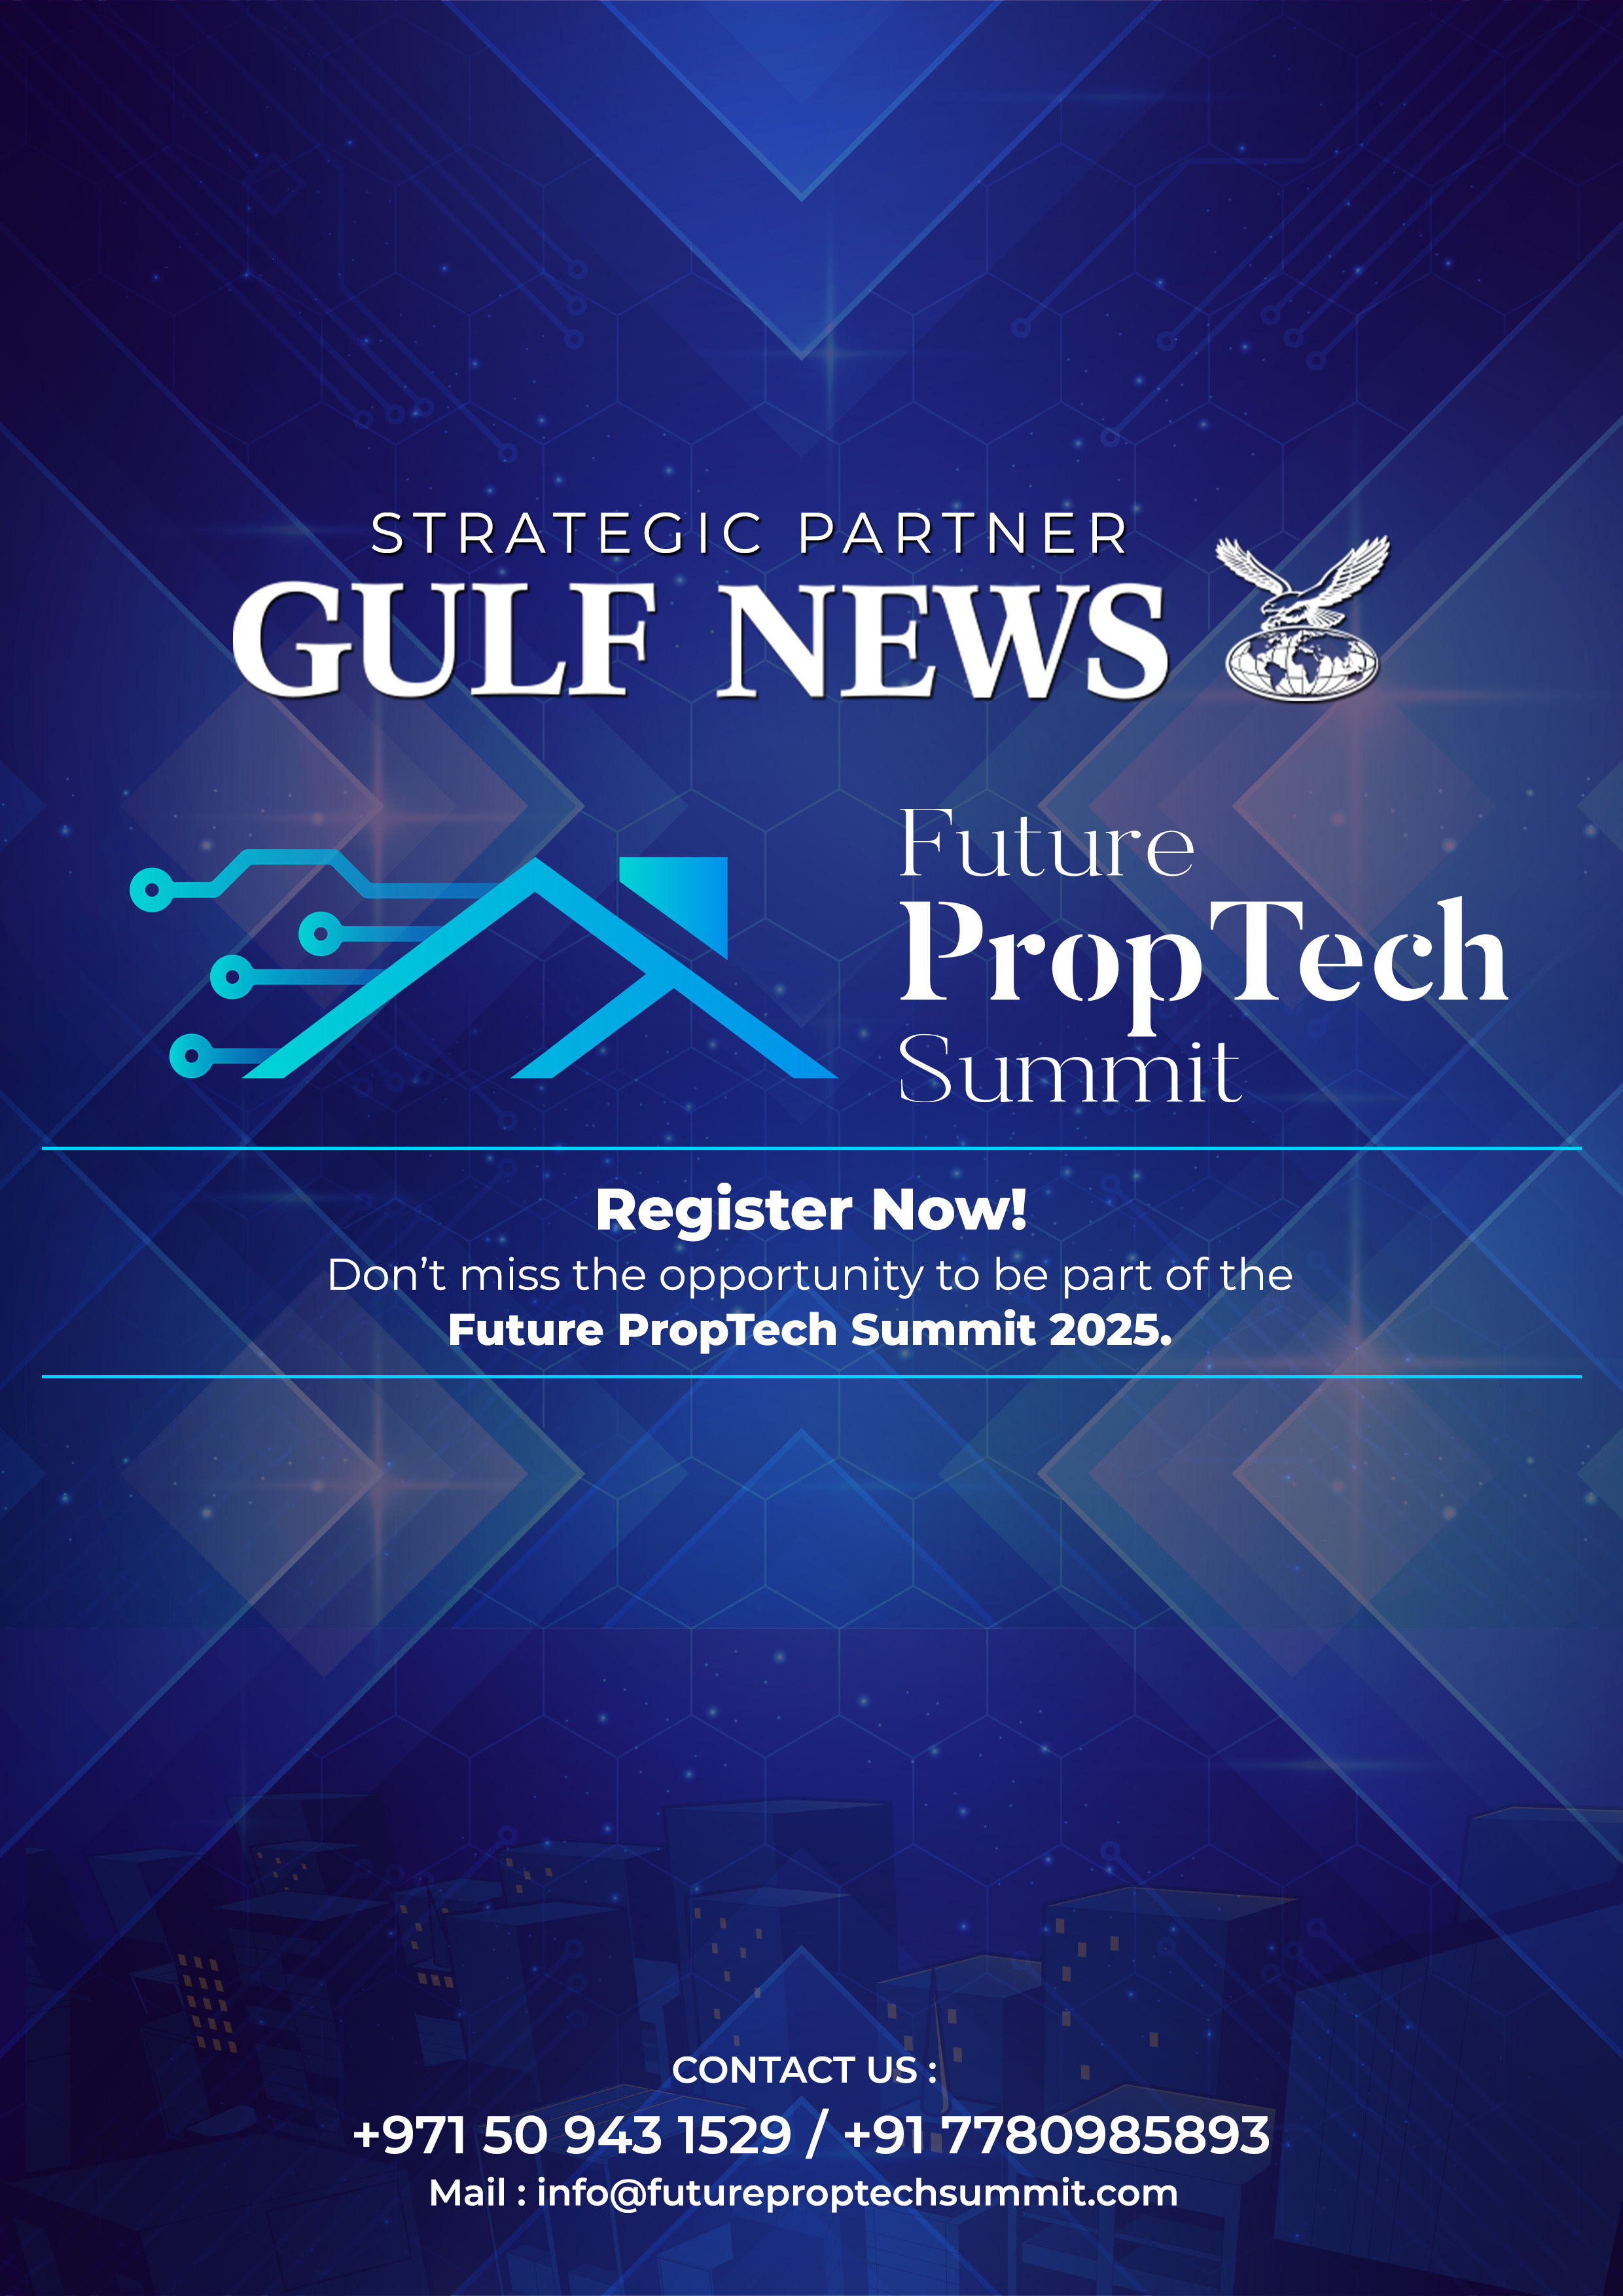 STRATEGIC PARTNER
GULF NEWS
Future
PropTech
Summit
Register Now!
Don’t miss the opportunity to be part of the
Future PropTech Summit 2025.
CONTACT US :
+971 50 943 1529 / +91 7780985893
Mail : info@futureproptechsummit.com